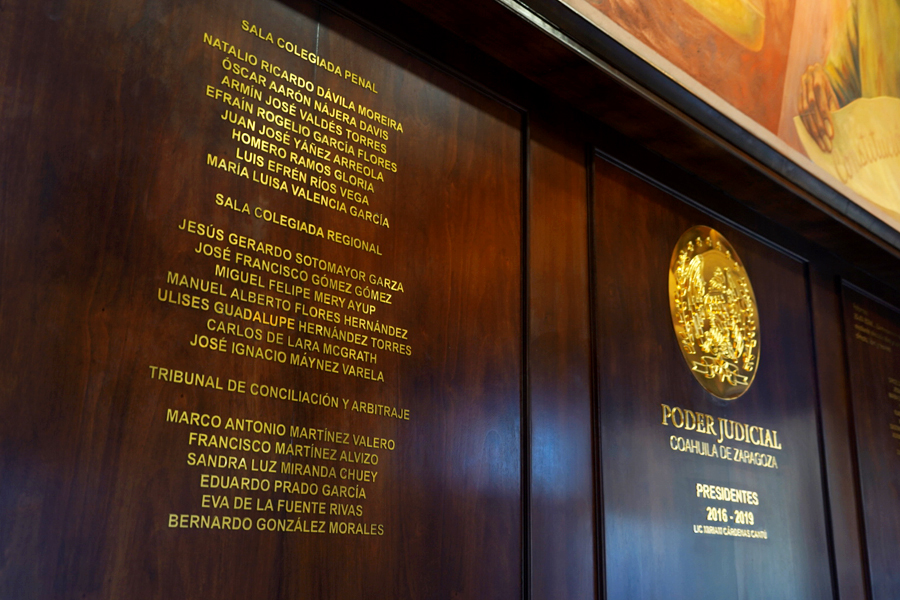 SALA COLEGIADA PENAL
NATALIO RICARDO DÁVILA MOREIRA
ÓSCAR AARÓN NÁJERA DAVIS
ARMÍN JOSÉ VALDÉS TORRES
EFRAÍN ROGELIO GARCÍA FLORES
JUAN JOSÉ YÁÑEZ ARREOLA
HOMERO RAMOS GLORIA
LUIS EFRÉN RÍOS VEGA
MARÍA LUISA VALENCIA GARCÍA
SALA COLEGIADA REGIONAL
JESÚS GERARDO SOTOMAYOR GARZA
JOSÉ FRANCISCO GÓMEZ GÓMEZ
MIGUEL FELIPE MERY AYUP
MANUEL ALBERTO FLORES HERNÁNDEZ
ULISES GUADALUPE HERNÁNDEZ TORRES
CARLOS DE LARA MCGRATH
JOSÉ IGNACIO MÁYNEZ VARELA
TRIBUNAL DE CONCILIACIÓN Y ARBITRAJE
MARCO ANTONIO MARTÍNEZ VALERO
FRANCISCO MARTÍNEZ ALVIZO
SANDRA LUZ MIRANDA CHUEY
EDUARDO PRADO GARCÍA
EVA DE LA FUENTE RIVAS
BERNARDO GONZÁLEZ MORALES
PODER JUDICIAL
COAHUILA DE ZARAGOZA
PRESIDENTES
2016 - 2019
LIC. MIRIAM CÁRDENAS CANTÚ